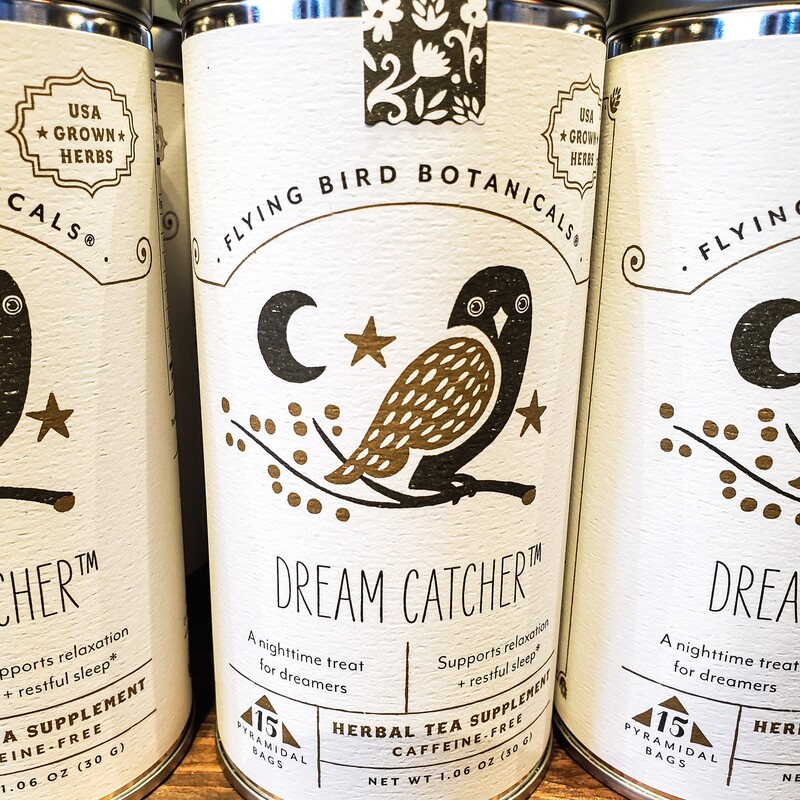 USA
GROWN
HERBS
CALS®
CHER™
pports relaxation
+ restful sleep*
A SUPPLEMENT
EINE-FREE
1.06 OZ (30 G)
USA
GROWN
HERBS
FLYING BIRD BOTANICALS®
DREAM CATCHER™
A nighttime treat
for dreamers
Supports relaxation
+ restful sleep*
15
PYRAMIDAL
BAGS
HERBAL TEA SUPPLEMENT
CAFFEINE-FREE
NET WT 1.06 OZ (30 G)
FLYING
DREA
A nighttime treat
for dreamers
15
PYRAMIDAL
BAGS
HER
NE